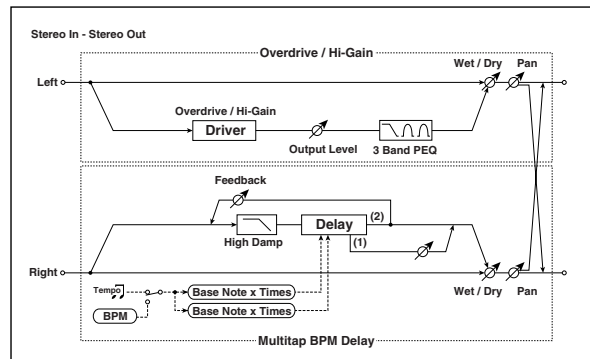 Stereo In - Stereo Out
Overdrive / Hi-Gain
Wet / Dry
Pan
Left
Overdrive / Hi-Gain
Driver
Output Level
3 Band PEQ
Feedback
High Damp
Delay
(2)
(1)
Right
Wet / Dry
Pan
Tempo
BPM
Base Note x Times
Base Note x Times
Multitap BPM Delay